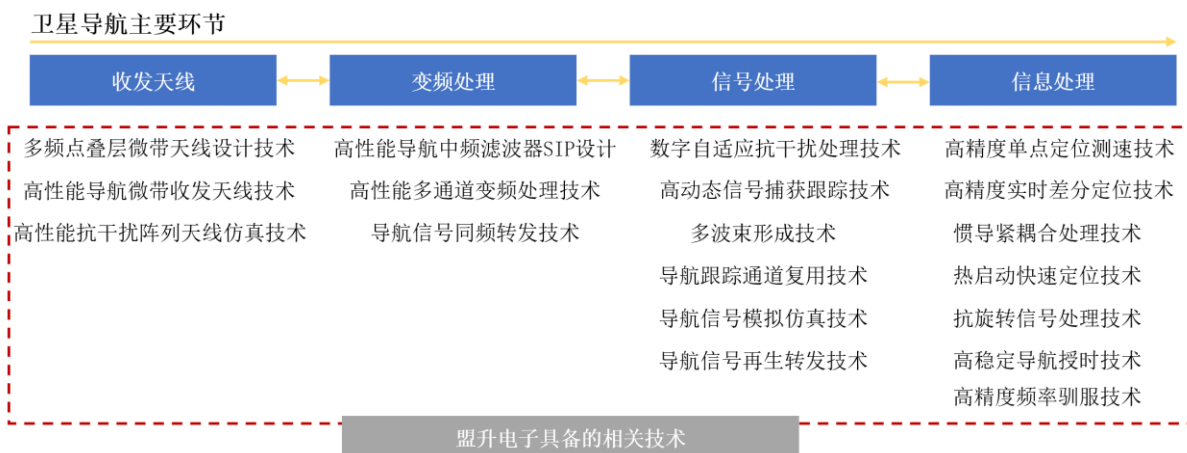 卫星导航主要环节
收发天线
变频处理
信号处理
信息处理
多频点叠层微带天线设计技术
高性能导航微带收发天线技术
高性能抗干扰阵列天线仿真技术
高性能导航中频滤波器SIP设计
高性能多通道变频处理技术
导航信号同频转发技术
数字自适应抗干扰处理技术
高动态信号捕获跟踪技术
多波束形成技术
导航跟踪通道复用技术
导航信号模拟仿真技术
导航信号再生转发技术
高精度单点定位测速技术
高精度实时差分定位技术
惯导紧耦合处理技术
热启动快速定位技术
抗旋转信号处理技术
高稳定导航授时技术
高精度频率驯服技术
盟升电子具备的相关技术